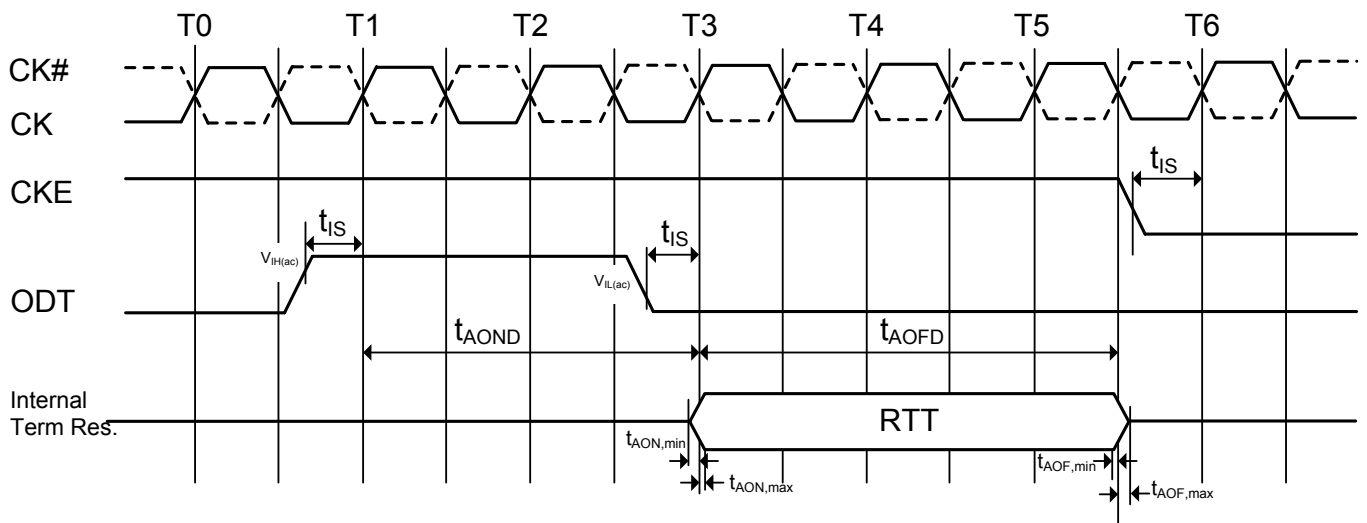 T0 T1 T2 T3 T4 T5 T6
CK#
CK
CKE
tIS
tIS
tIS
VIH(ac)
VIL(ac)
ODT
tAOND
tAOFD
Internal
Term Res.
RTT
tAON,min
tAOF,min
tAON,max
tAOF,max